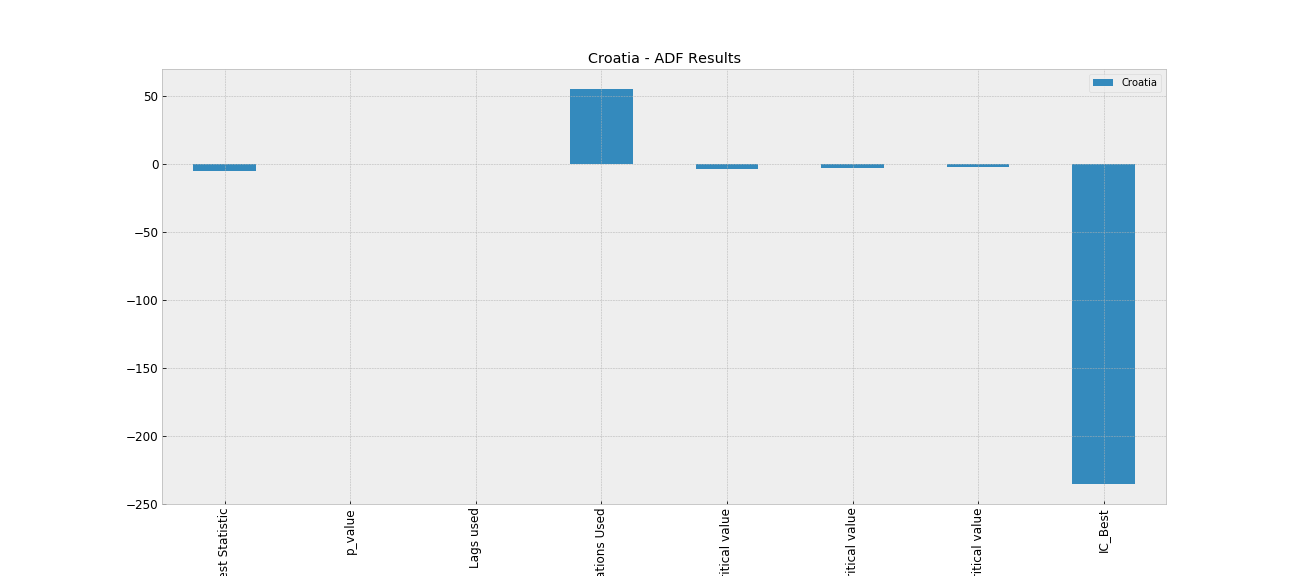 Croatia - ADF Results
Croatia
50
0
−50
−100
−150
−200
−250
est Statistic
p_value
Lags used
ations Used
ritical value
ritical value
ritical value
IC_Best